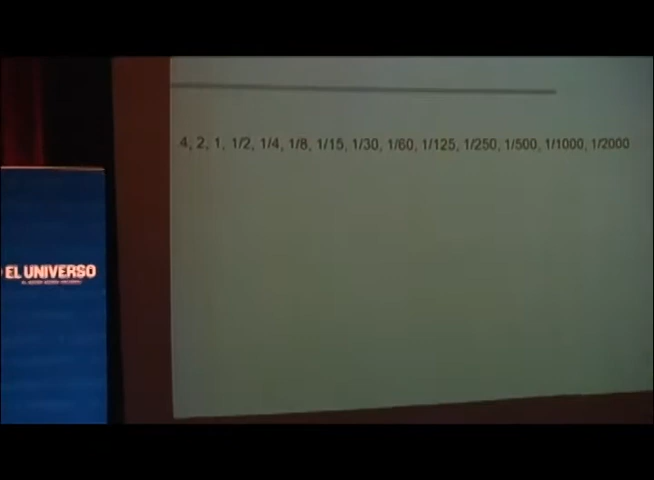 4, 2, 1, 1/2, 1/4, 1/8, 1/15, 1/30, 1/60, 1/125, 1/250, 1/500, 1/1000, 1/2000
EL UNIVERSO